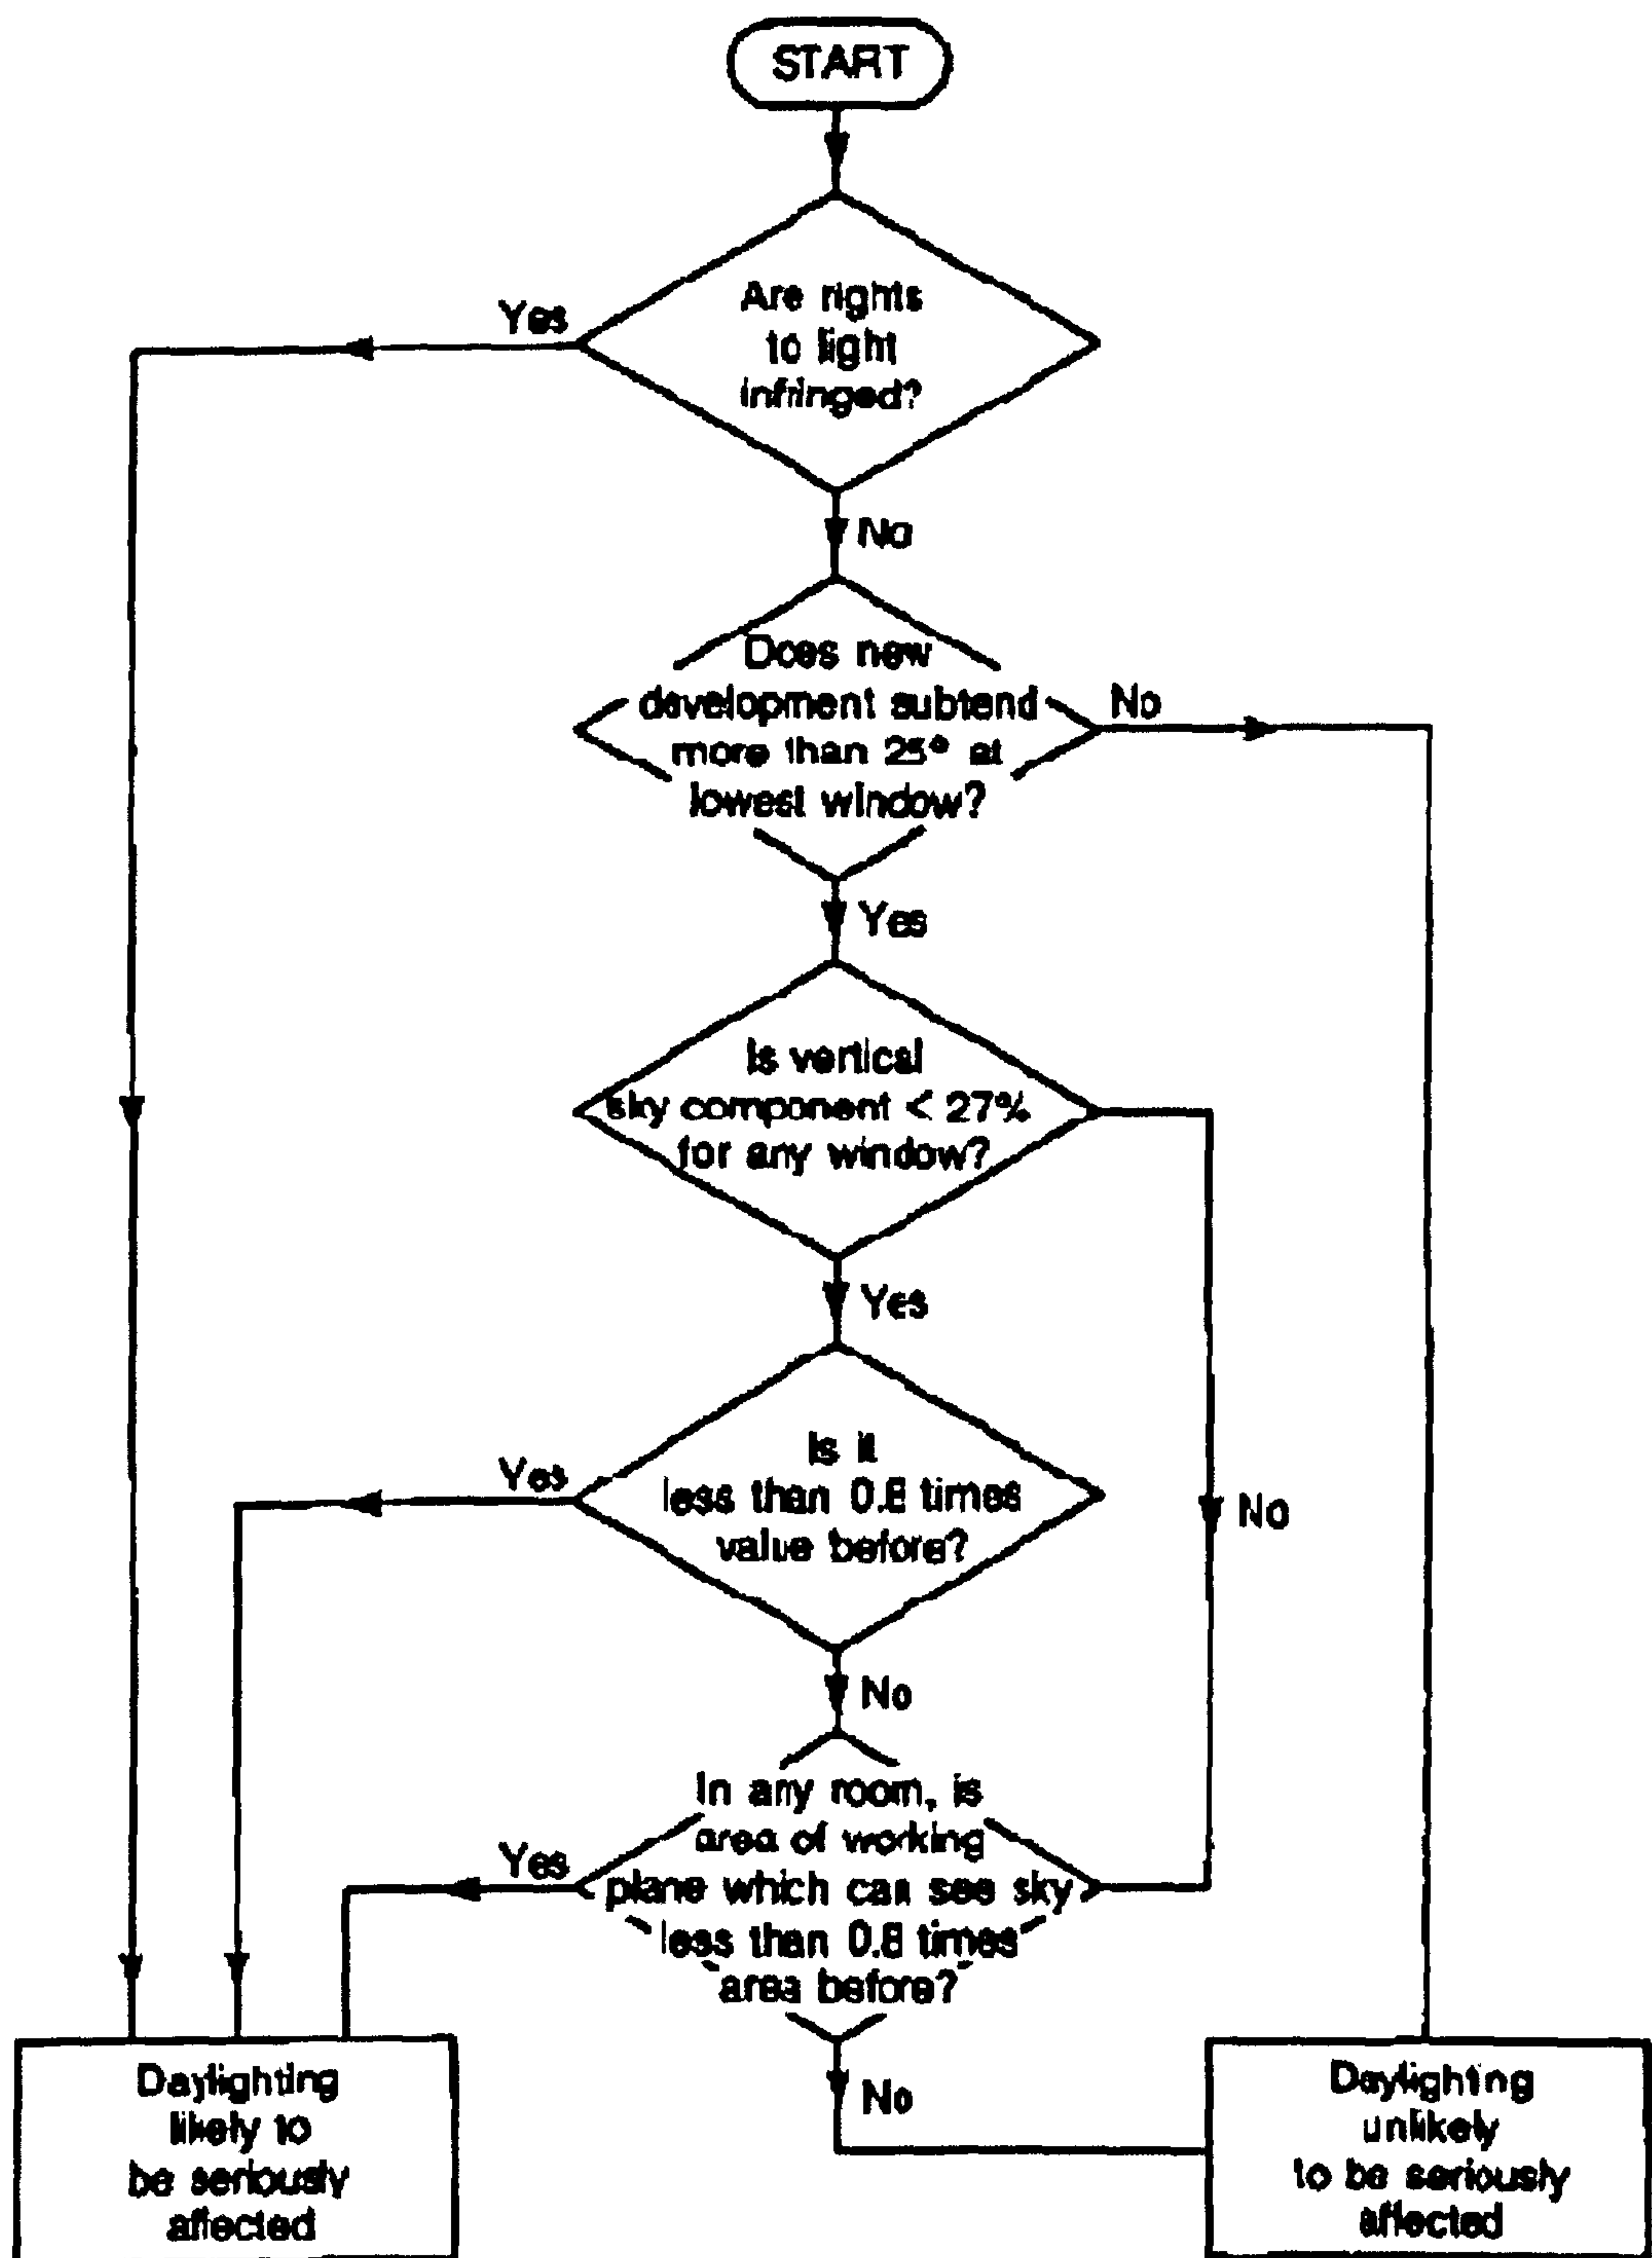 START
Are rights
to light
infringed?
Yes
No
Does new
development subtend
more than 25° at
lowest window?
No
Yes
Is vertical
sky component < 27%
for any window?
Yes
No
Is it
less than 0.8 times
value before?
Yes
No
In any room, is
area of working
plane which can see sky
less than 0.8 times
area before?
Yes
No
Daylighting
likely to
be seriously
affected
Daylighting
unlikely
to be seriously
affected